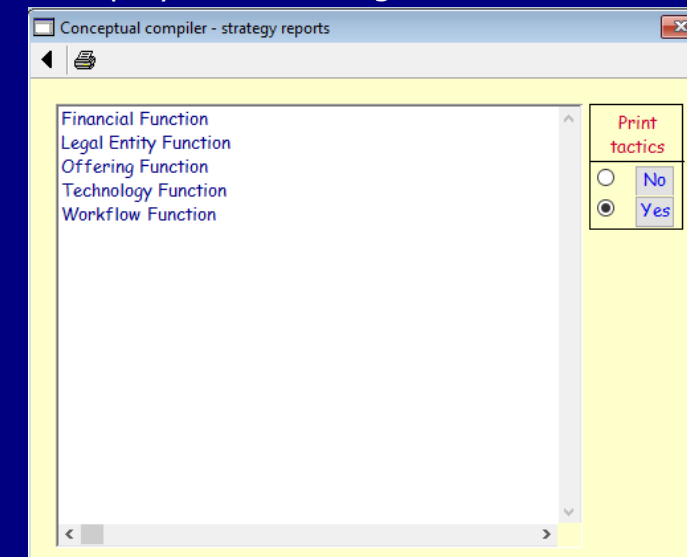 Conceptual compiler - strategy reports
Financial Function
Legal Entity Function
Offering Function
Technology Function
Workflow Function
Print
tactics
No
Yes